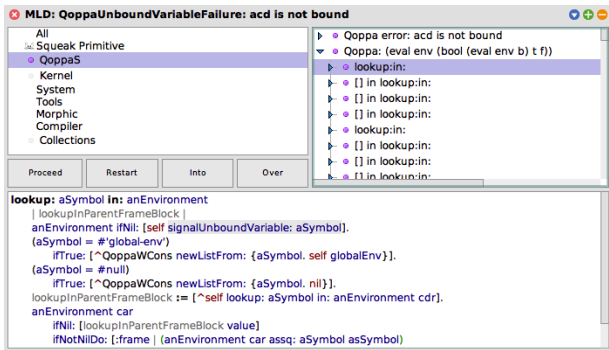 MLD: QoppaUnboundVariableFailure: acd is not bound
All
Squeak Primitive
QoppaS
Kernel
System
Tools
Morphic
Compiler
Collections
Qoppa error: acd is not bound
Qoppa: (eval env (bool (eval env b) t f))
lookup:in:
[] in lookup:in:
[] in lookup:in:
[] in lookup:in:
lookup:in:
[] in lookup:in:
[] in lookup:in:
[] in lookup:in:
Proceed
Restart
Into
Over
lookup: aSymbol in: anEnvironment
| lookupInParentFrameBlock |
anEnvironment ifNil: [self signalUnboundVariable: aSymbol].
(aSymbol = #'global-env')
ifTrue: [^QoppaWCons newListFrom: {aSymbol. self globalEnv}].
(aSymbol = #null)
ifTrue: [^QoppaWCons newListFrom: {aSymbol. nil}].
lookupInParentFrameBlock := [^self lookup: aSymbol in: anEnvironment cdr].
anEnvironment car
ifNil: [lookupInParentFrameBlock value]
ifNotNilDo: [:frame | (anEnvironment car assq: aSymbol asSymbol)